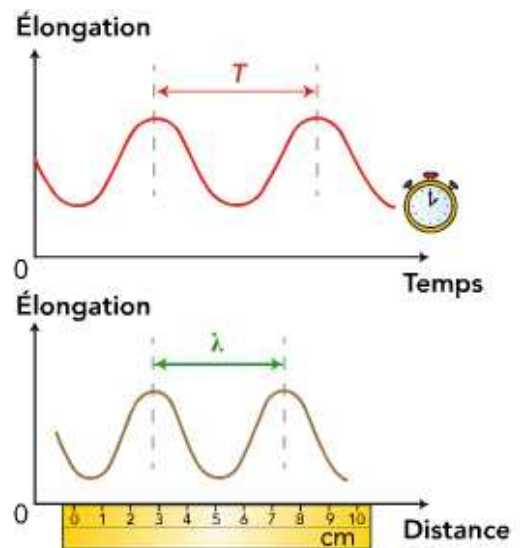 Élongation
T
0
Temps
Élongation
λ
0
0 1 2 3 4 5 6 7 8 9 10
cm
Distance